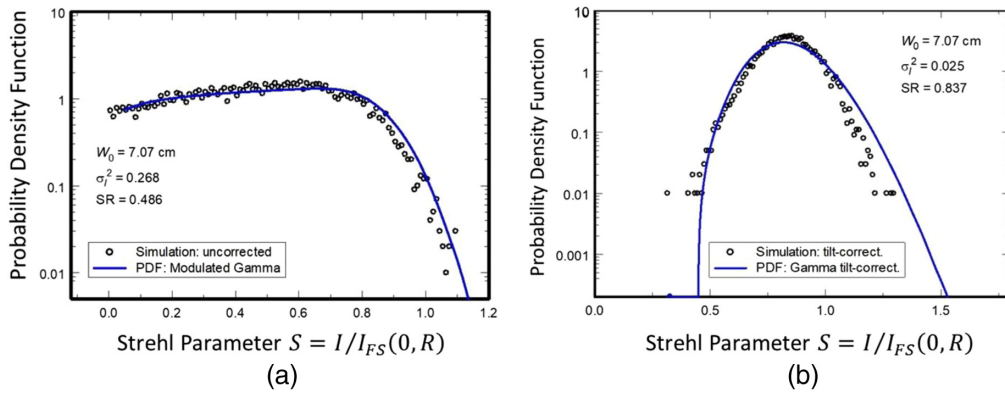 10
1
0.1
0.01
Probability Density Function
W₀ = 7.07 cm
σ_I² = 0.268
SR = 0.486
Simulation: uncorrected
PDF: Modulated Gamma
0.0 0.2 0.4 0.6 0.8 1.0 1.2
Strehl Parameter S = I/I_FS(0, R)
(a)
10
1
0.1
0.01
0.001
Probability Density Function
W₀ = 7.07 cm
σ_I² = 0.025
SR = 0.837
Simulation: tilt-correct.
PDF: Gamma tilt-correct.
0.0 0.5 1.0 1.5
Strehl Parameter S = I/I_FS(0, R)
(b)